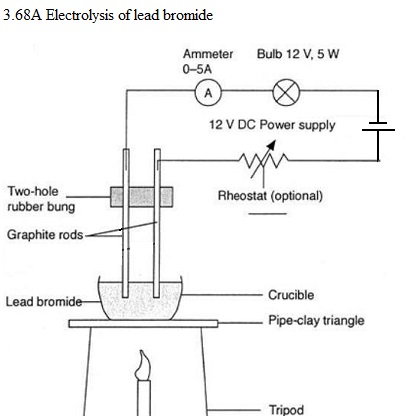 3.68A Electrolysis of lead bromide
Ammeter
0–5A
Bulb 12 V, 5 W
A
12 V DC Power supply
Rheostat (optional)
Two-hole
rubber bung
Graphite rods
Lead bromide
Crucible
Pipe-clay triangle
Tripod